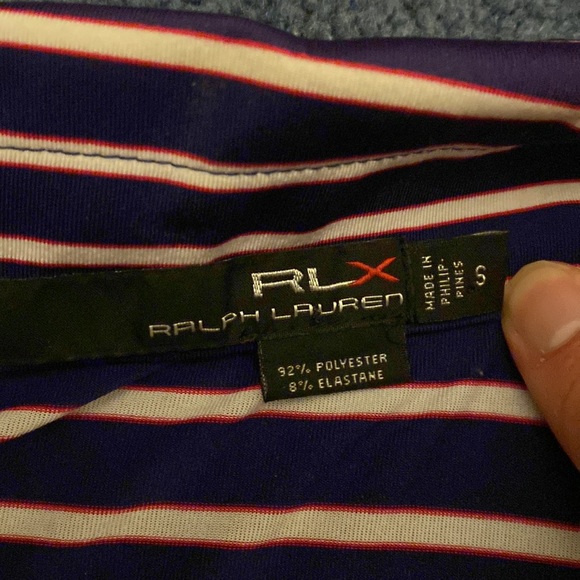 RLX
RALPH LAUREN
MADE IN
PHILIP-
PINES
S
92% POLYESTER
8% ELASTANE